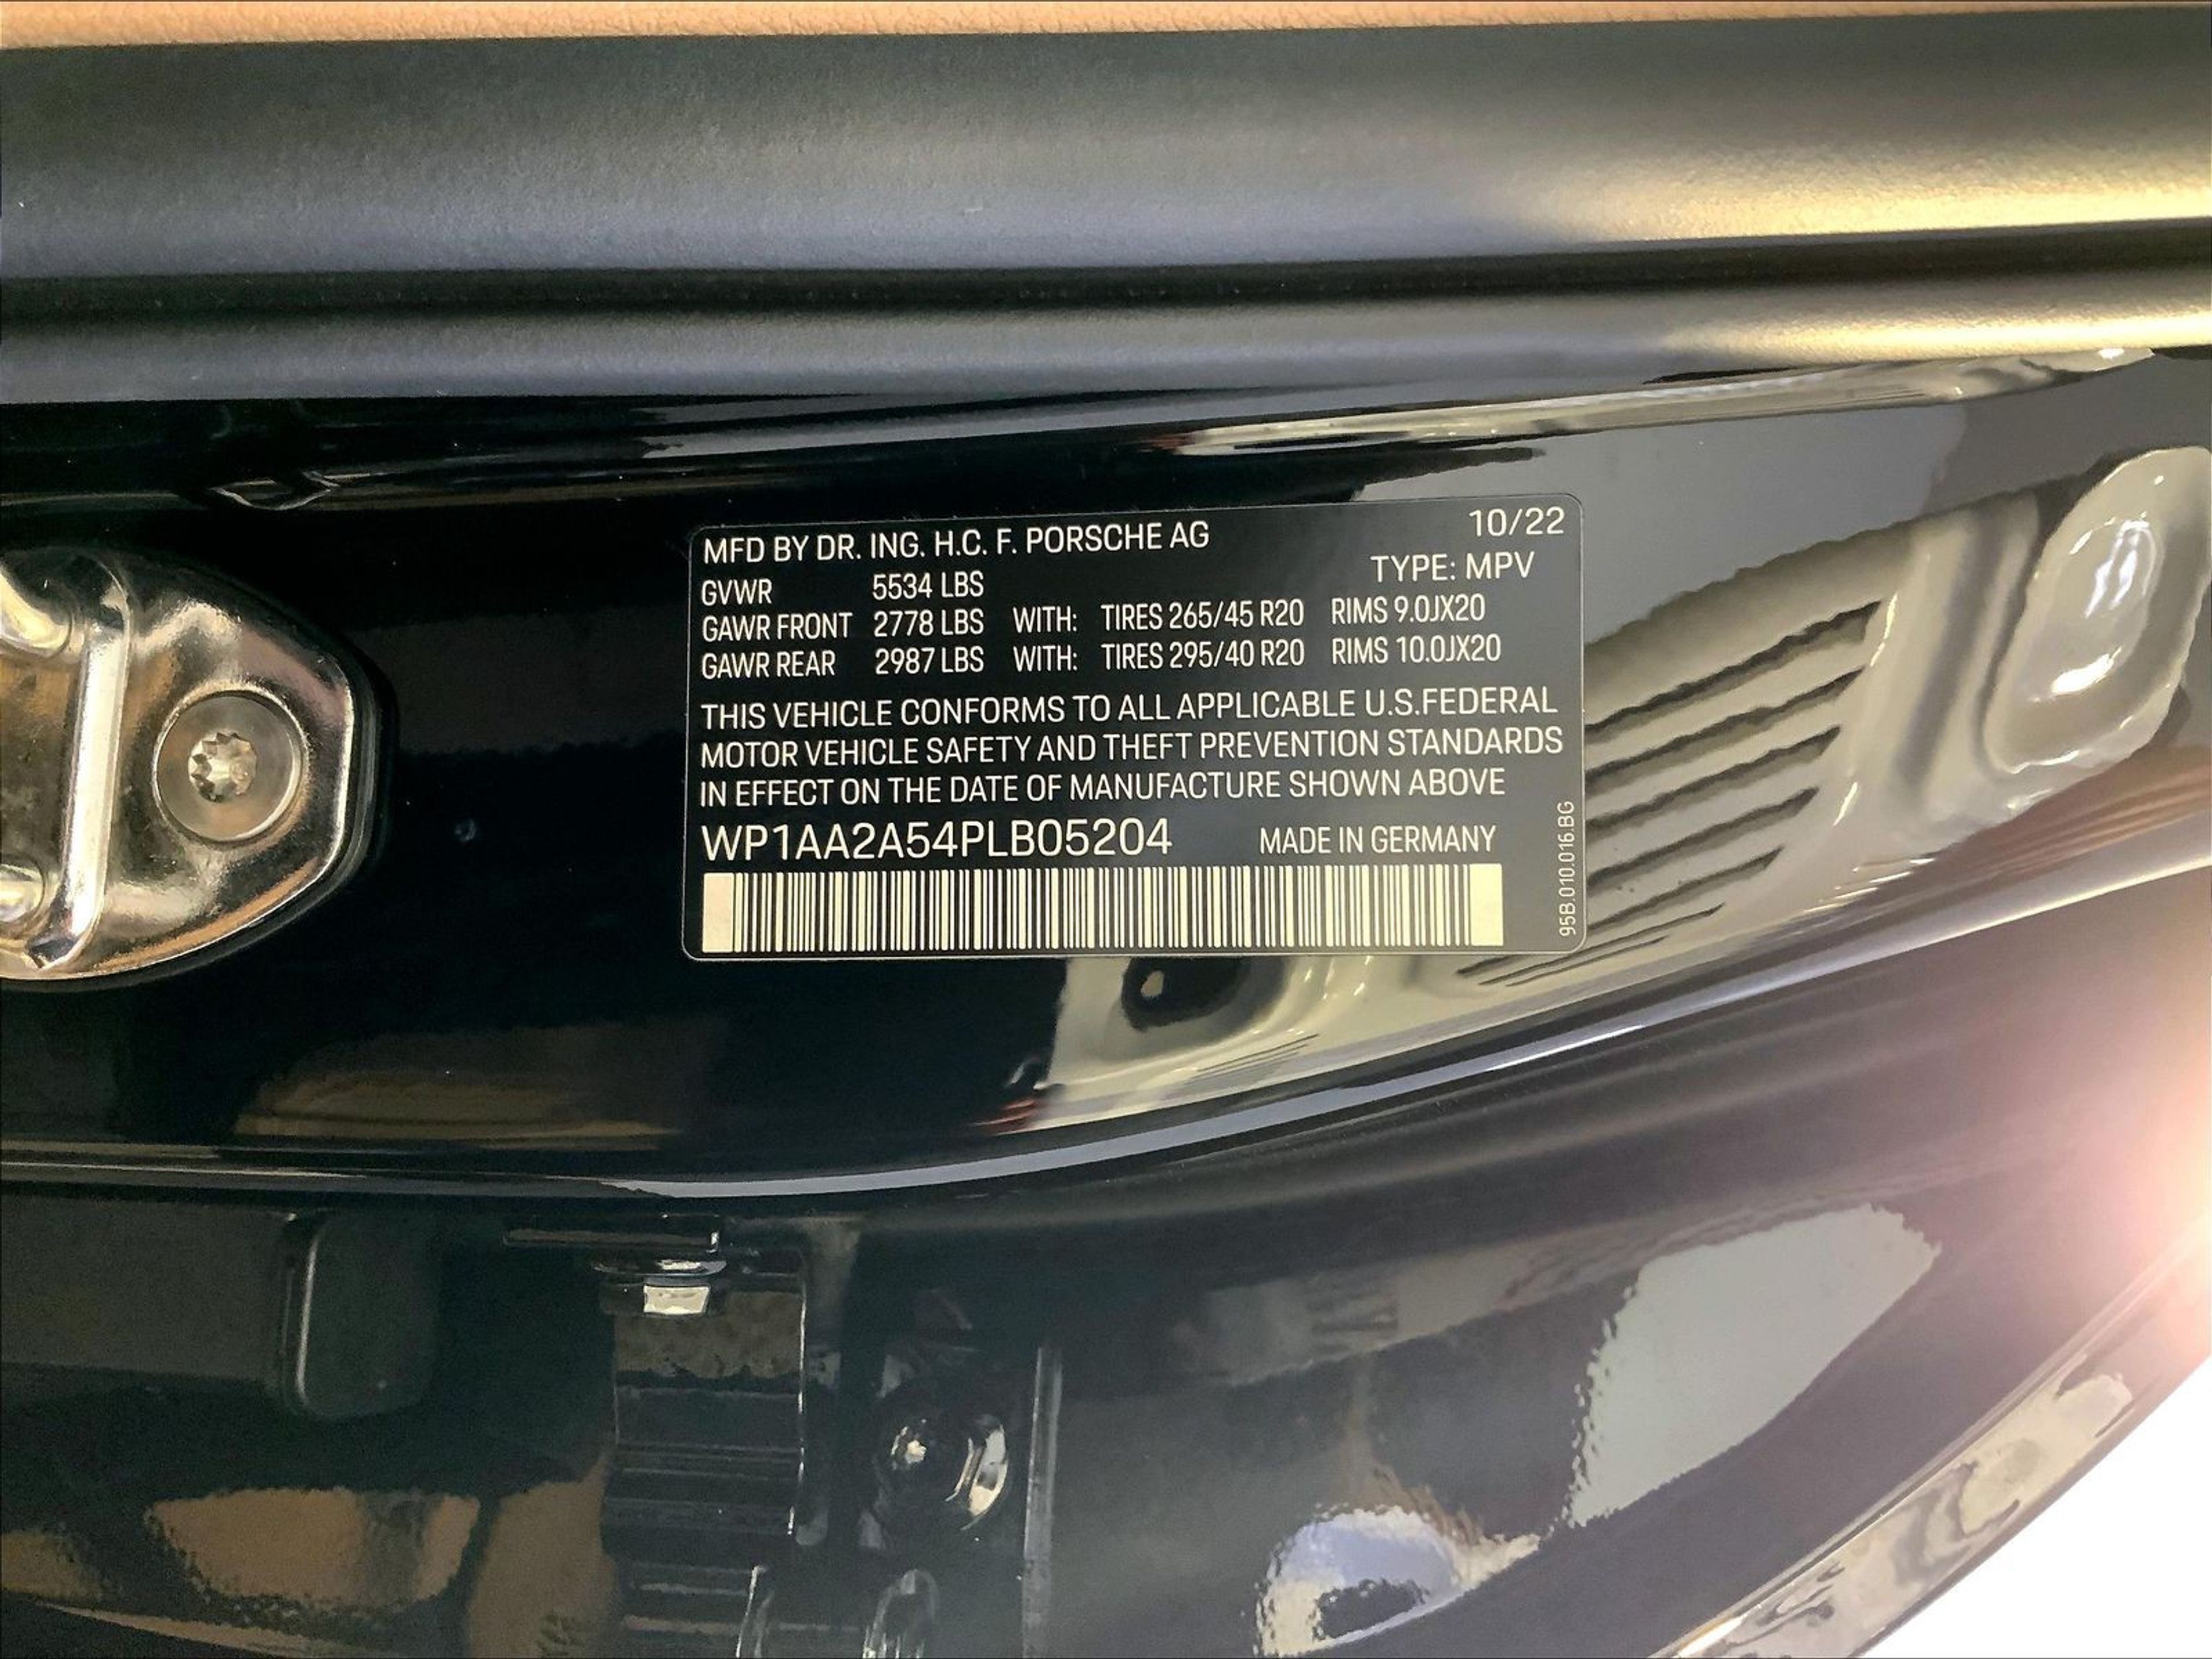 MFD BY DR. ING. H.C. F. PORSCHE AG 10/22
TYPE: MPV
GVWR 5534 LBS
GAWR FRONT 2778 LBS WITH: TIRES 265/45 R20 RIMS 9.0JX20
GAWR REAR 2987 LBS WITH: TIRES 295/40 R20 RIMS 10.0JX20
THIS VEHICLE CONFORMS TO ALL APPLICABLE U.S.FEDERAL
MOTOR VEHICLE SAFETY AND THEFT PREVENTION STANDARDS
IN EFFECT ON THE DATE OF MANUFACTURE SHOWN ABOVE
WP1AA2A54PLB05204 MADE IN GERMANY
95B.010.016.BG